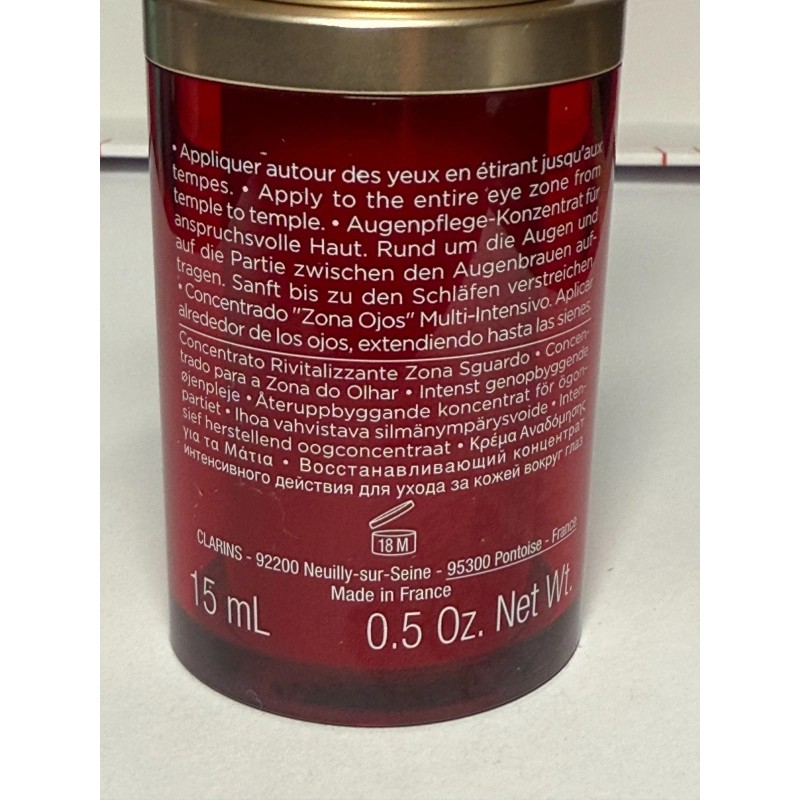 • Appliquer autour des yeux en étirant jusqu'aux
tempes. • Apply to the entire eye zone from
temple to temple. • Augenpflege-Konzentrat für
anspruchsvolle Haut. Rund um die Augen und
auf die Partie zwischen den Augenbrauen auf-
tragen. Sanft bis zu den Schläfen verstreichen.
• Concentrado "Zona Ojos" Multi-Intensivo. Aplicar
alrededor de los ojos, extendiendo hasta las sienes.
Concentrato Rivitalizzante Zona Sguardo • Concen-
trado para a Zona do Olhar • Intenst genopbyggende
øjenpleje • Återuppbyggande koncentrat för ögon-
partiet • Ihoa vahvistava silmänympärysvoide • Inten-
sief herstellend oogconcentraat • Κρέμα Αναδόμησης
για τα Μάτια • Восстанавливающий концентрат
интенсивного действия для ухода за кожей вокруг глаз
18 M
CLARINS - 92200 Neuilly-sur-Seine - 95300 Pontoise - France
Made in France
15 mL 0.5 Oz. Net Wt.